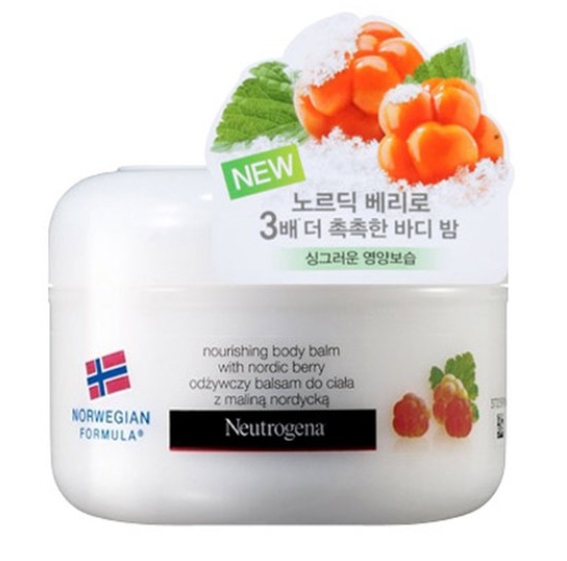 NEW
노르딕 베리로
3배* 더 촉촉한 바디 밤
싱그러운 영양보습
nourishing body balm
with nordic berry
odżywczy balsam do ciała
z maliną nordycką
NORWEGIAN
FORMULA®
Neutrogena